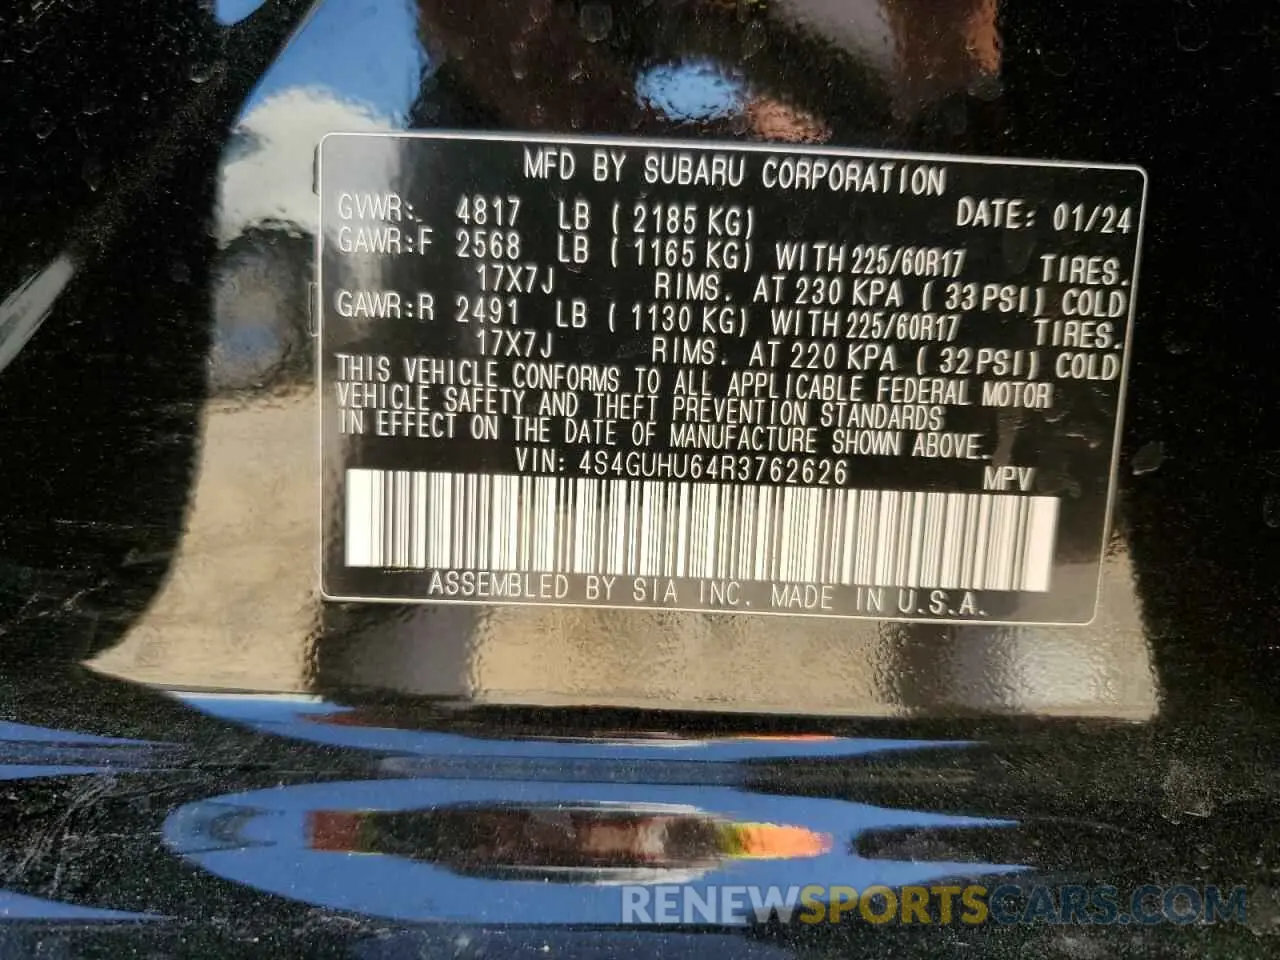 MFD BY SUBARU CORPORATION
GVWR: 4817 LB ( 2185 KG) DATE: 01/24
GAWR:F 2568 LB ( 1165 KG) WITH 225/60R17 TIRES.
17X7J RIMS. AT 230 KPA ( 33PSI) COLD
GAWR:R 2491 LB ( 1130 KG) WITH 225/60R17 TIRES.
17X7J RIMS. AT 220 KPA ( 32PSI) COLD
THIS VEHICLE CONFORMS TO ALL APPLICABLE FEDERAL MOTOR
VEHICLE SAFETY AND THEFT PREVENTION STANDARDS
IN EFFECT ON THE DATE OF MANUFACTURE SHOWN ABOVE.
VIN: 4S4GUHU64R3762626 MPV
ASSEMBLED BY SIA INC. MADE IN U.S.A.
RENEWSPORTSCARS.COM